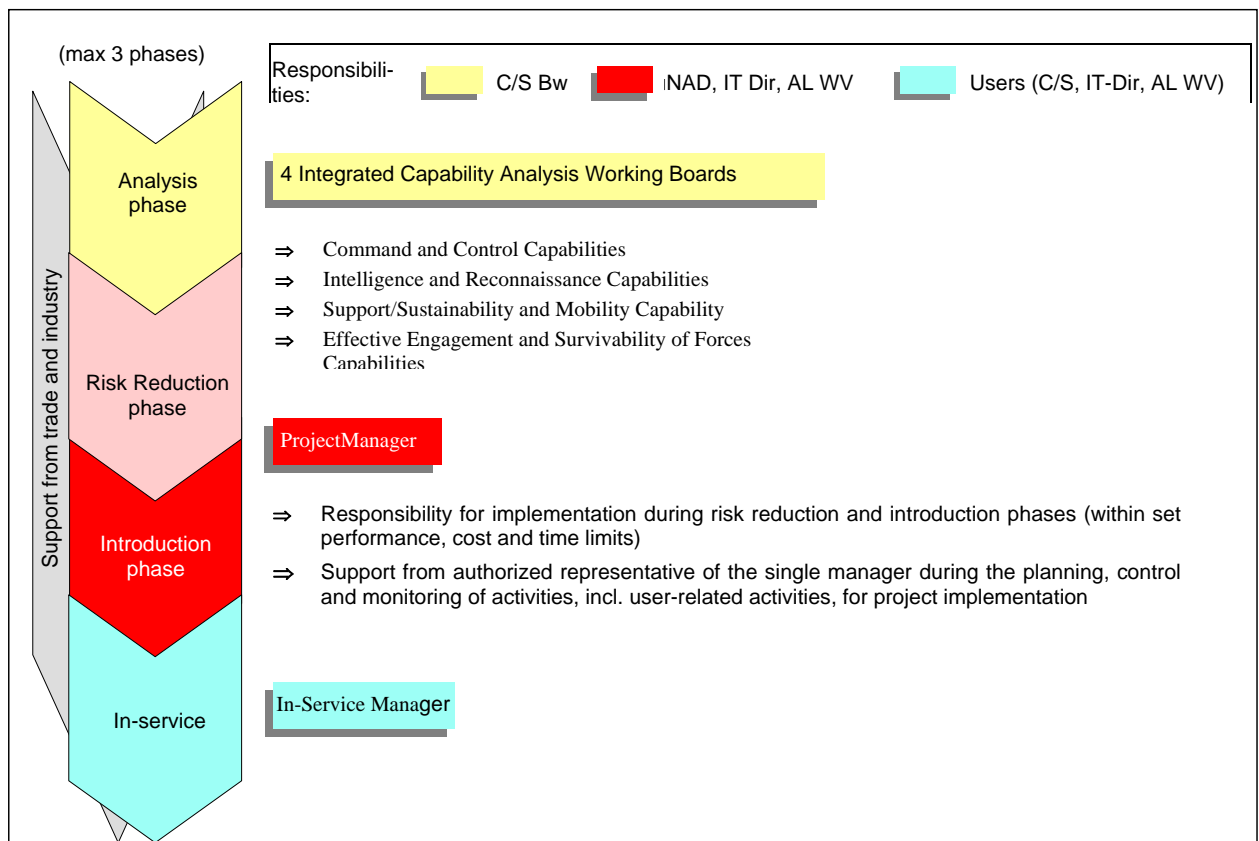 (max 3 phases)
Responsibili-
ties:
C/S Bw
NAD, IT Dir, AL WV
Users (C/S, IT-Dir, AL WV)
Analysis
phase
4 Integrated Capability Analysis Working Boards
⇒ Command and Control Capabilities
⇒ Intelligence and Reconnaissance Capabilities
⇒ Support/Sustainability and Mobility Capability
⇒ Effective Engagement and Survivability of Forces
Capabilities
Support from trade and industry
Risk Reduction
phase
ProjectManager
⇒ Responsibility for implementation during risk reduction and introduction phases (within set
performance, cost and time limits)
⇒ Support from authorized representative of the single manager during the planning, control
and monitoring of activities, incl. user-related activities, for project implementation
Introduction
phase
In-service
In-Service Manager